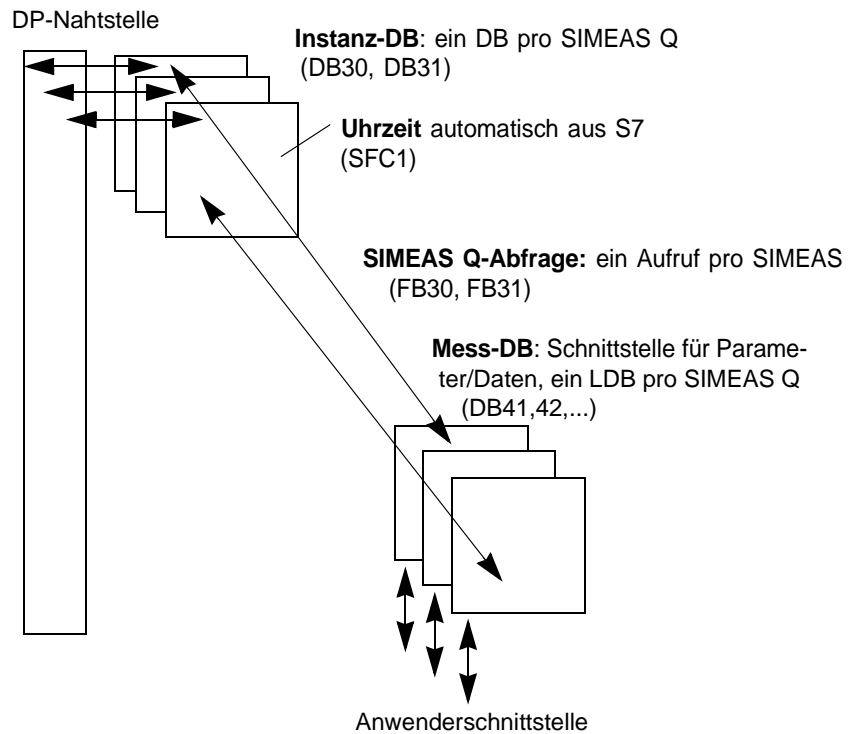 DP-Nahtstelle
Instanz-DB: ein DB pro SIMEAS Q
(DB30, DB31)
Uhrzeit automatisch aus S7
(SFC1)
SIMEAS Q-Abfrage: ein Aufruf pro SIMEAS
(FB30, FB31)
Mess-DB: Schnittstelle für Parame-
ter/Daten, ein LDB pro SIMEAS Q
(DB41,42,...)
Anwenderschnittstelle